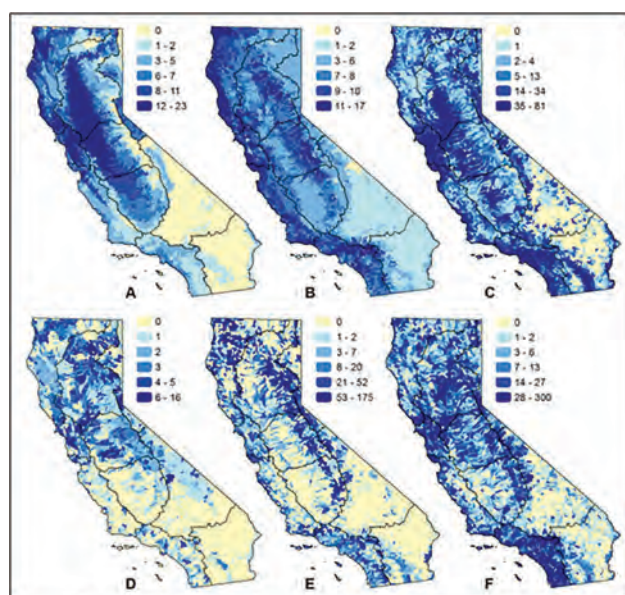 0
1 - 2
3 - 5
6 - 7
8 - 11
12 - 23
A
0
1 - 2
3 - 6
7 - 8
9 - 10
11 - 17
B
0
1
2 - 4
5 - 13
14 - 34
35 - 81
C
0
1
2
3
4 - 5
6 - 16
D
0
1 - 2
3 - 7
8 - 20
21 - 52
53 - 175
E
0
1 - 2
3 - 6
7 - 13
14 - 27
28 - 300
F